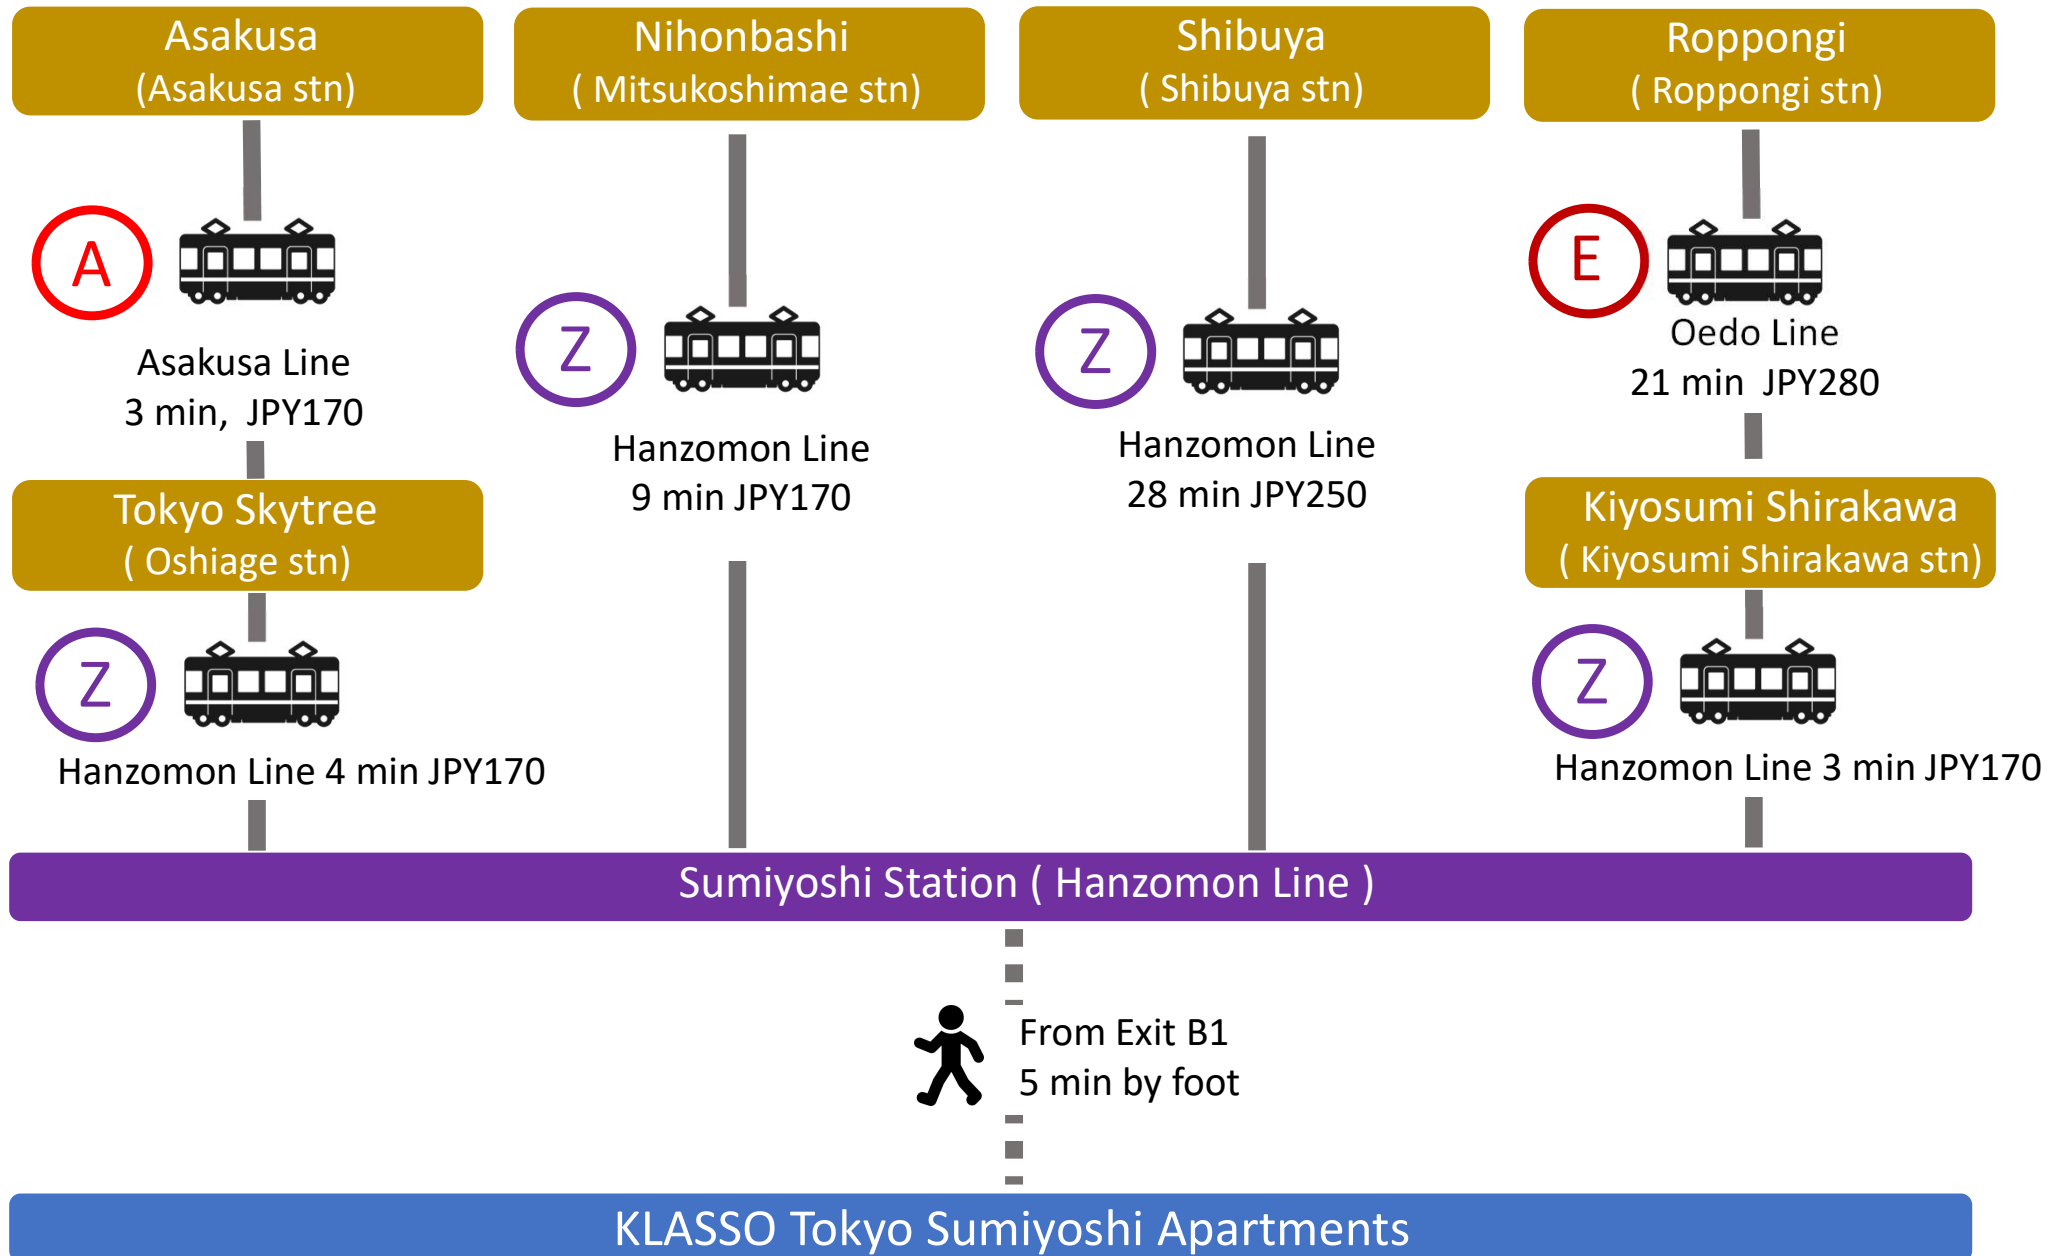 Asakusa
(Asakusa stn)
A
Asakusa Line
3 min,  JPY170
Tokyo Skytree
( Oshiage stn)
Z
Hanzomon Line 4 min JPY170
Nihonbashi
( Mitsukoshimae stn)
Z
Hanzomon Line
9 min JPY170
Shibuya
( Shibuya stn)
Z
Hanzomon Line
28 min JPY250
Roppongi
( Roppongi stn)
E
Oedo Line
21 min  JPY280
Kiyosumi Shirakawa
( Kiyosumi Shirakawa stn)
Z
Hanzomon Line 3 min JPY170
Sumiyoshi Station ( Hanzomon Line )
From Exit B1
5 min by foot
KLASSO Tokyo Sumiyoshi Apartments